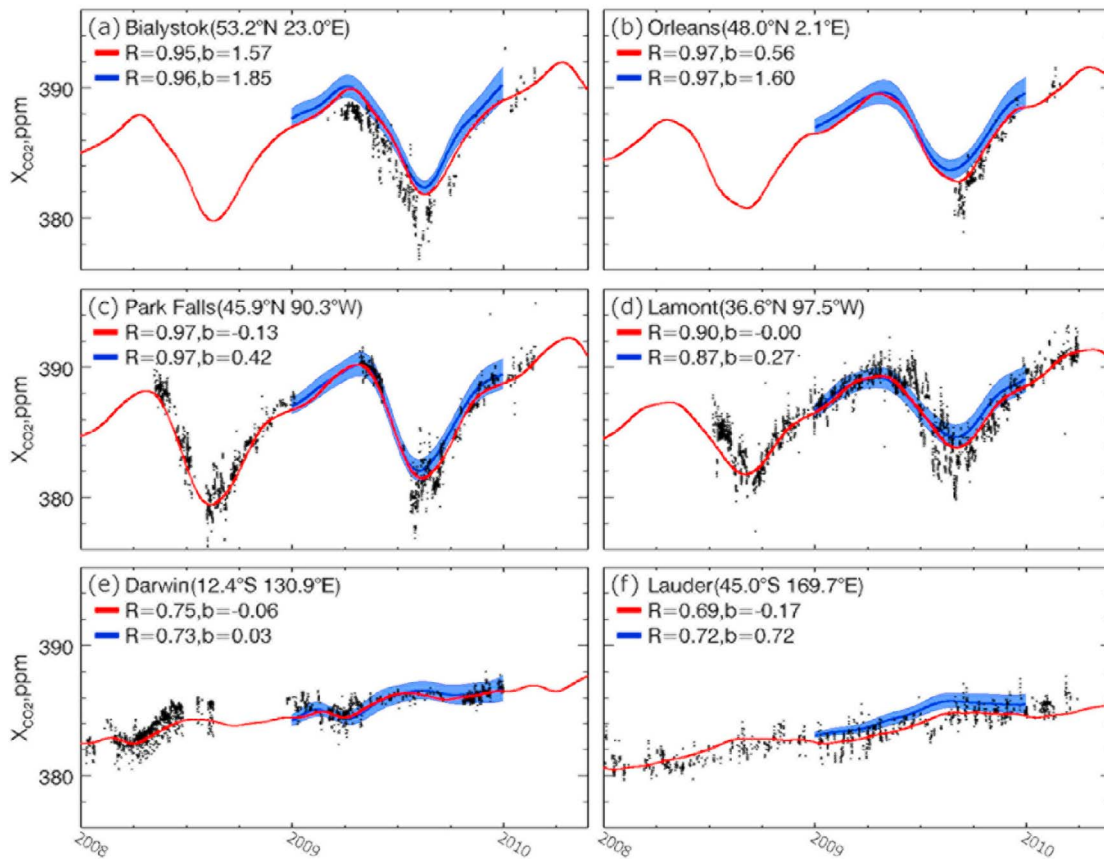 (a) Bialystok(53.2°N 23.0°E)
R=0.95,b=1.57
R=0.96,b=1.85
(b) Orleans(48.0°N 2.1°E)
R=0.97,b=0.56
R=0.97,b=1.60
390
380
X_CO2,ppm
(c) Park Falls(45.9°N 90.3°W)
R=0.97,b=-0.13
R=0.97,b=0.42
(d) Lamont(36.6°N 97.5°W)
R=0.90,b=-0.00
R=0.87,b=0.27
390
380
X_CO2,ppm
(e) Darwin(12.4°S 130.9°E)
R=0.75,b=-0.06
R=0.73,b=0.03
(f) Lauder(45.0°S 169.7°E)
R=0.69,b=-0.17
R=0.72,b=0.72
390
380
X_CO2,ppm
2008
2009
2010
2008
2009
2010